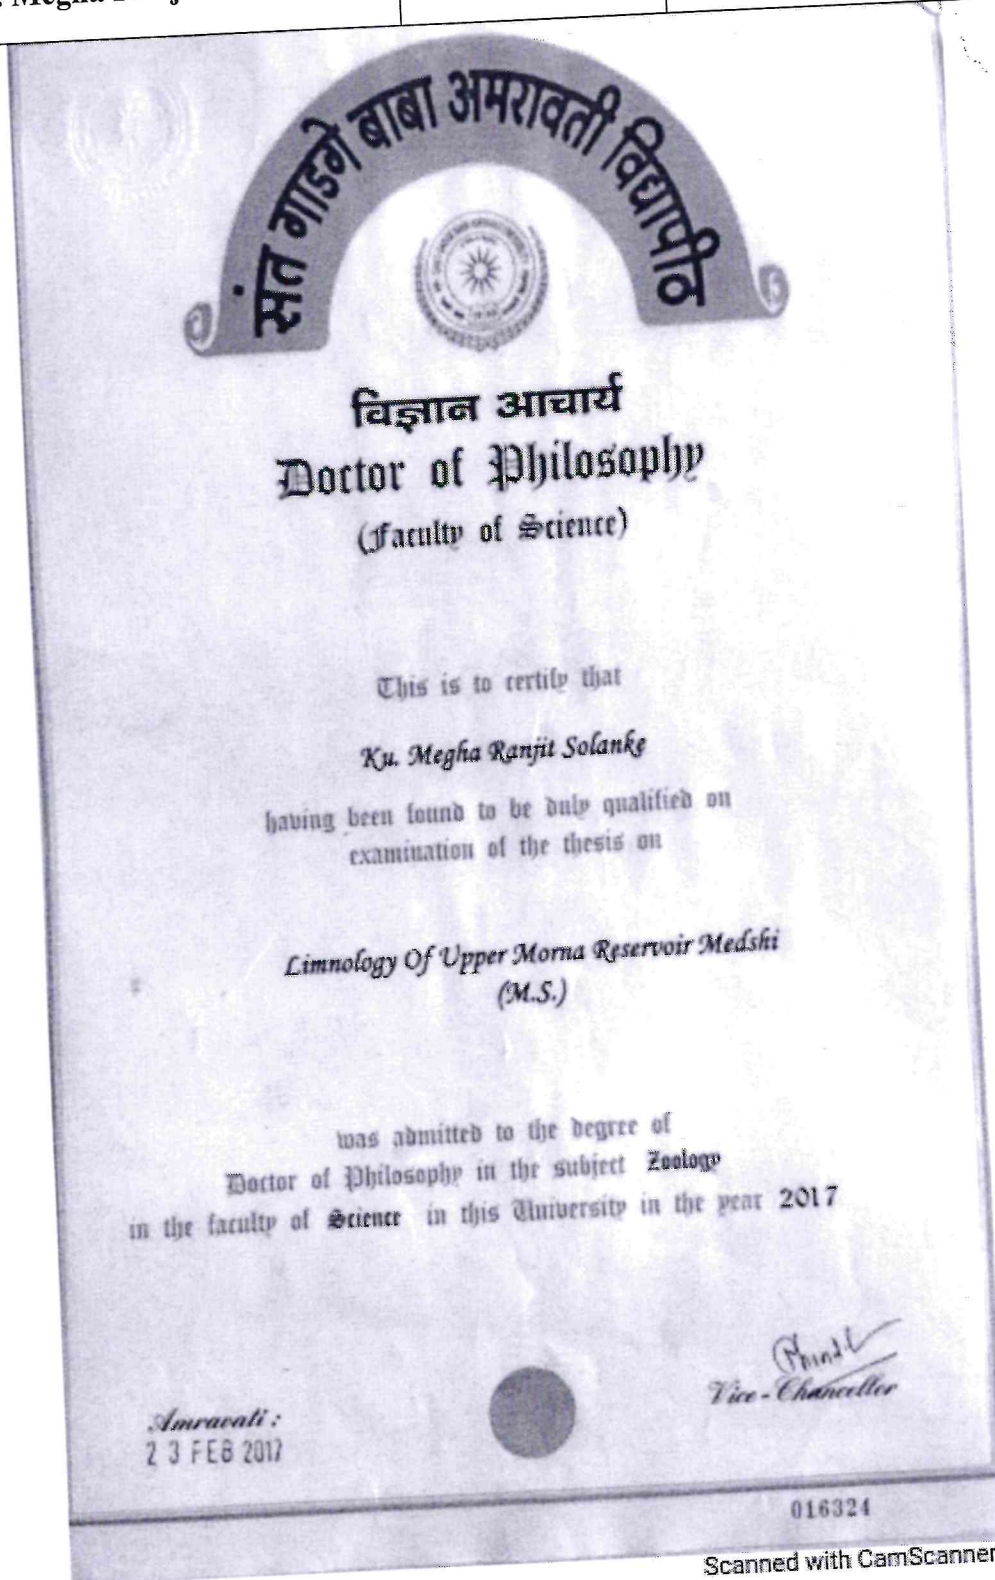 संत गाडगे बाबा अमरावती विद्यापीठ
विज्ञान आचार्य
Doctor of Philosophy
(Faculty of Science)
This is to certify that
Ku. Megha Ranjit Solanke
having been found to be duly qualified on
examination of the thesis on
Limnology Of Upper Morna Reservoir Medshi
(M.S.)
was admitted to the degree of
Doctor of Philosophy in the subject Zoology
in the faculty of Science in this University in the year 2017
Vice-Chancellor
Amravati :
2 3 FEB 2017
016324
Scanned with CamScanner